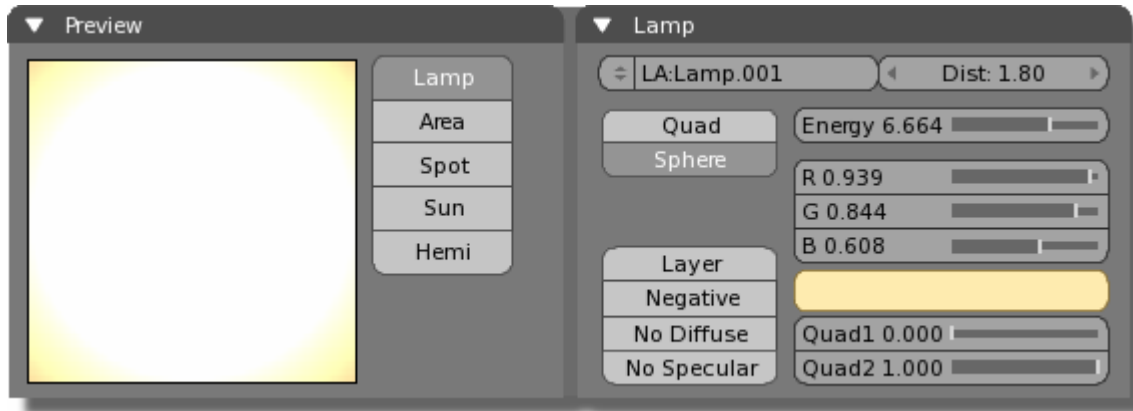 Preview
Lamp
Area
Spot
Sun
Hemi
Lamp
LA:Lamp.001
Dist: 1.80
Quad
Sphere
Energy 6.664
R 0.939
G 0.844
B 0.608
Layer
Negative
No Diffuse
No Specular
Quad1 0.000
Quad2 1.000